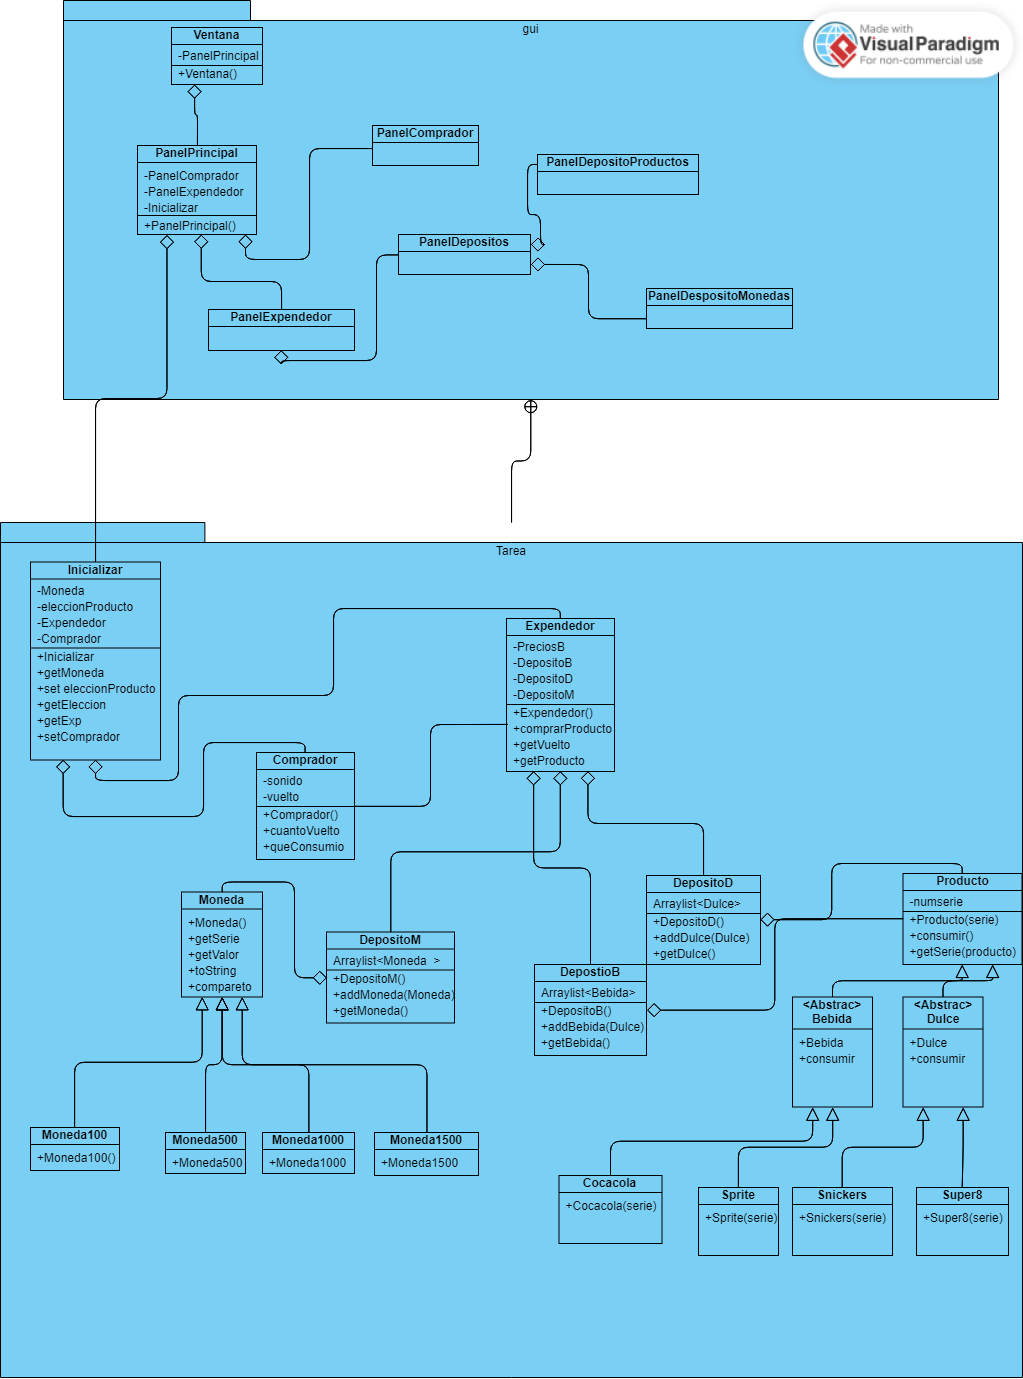 gui
Made with
Visual Paradigm
For non-commercial use
Ventana
-PanelPrincipal
+Ventana()
PanelPrincipal
-PanelComprador
-PanelExpendedor
-Inicializar
+PanelPrincipal()
PanelComprador
PanelDepositoProductos
PanelDepositos
PanelDespositoMonedas
PanelExpendedor
Tarea
Inicializar
-Moneda
-eleccionProducto
-Expendedor
-Comprador
+Inicializar
+getMoneda
+set eleccionProducto
+getEleccion
+getExp
+setComprador
Expendedor
-PreciosB
-DepositoB
-DepositoD
-DepositoM
+Expendedor()
+comprarProducto
+getVuelto
+getProducto
Comprador
-sonido
-vuelto
+Comprador()
+cuantoVuelto
+queConsumio
Moneda
+Moneda()
+getSerie
+getValor
+toString
+compareto
DepositoM
Arraylist<Moneda >
+DepositoM()
+addMoneda(Moneda)
+getMoneda()
DepositoD
Arraylist<Dulce>
+DepositoD()
+addDulce(Dulce)
+getDulce()
DepostioB
Arraylist<Bebida>
+DepositoB()
+addBebida(Dulce)
+getBebida()
Producto
-numserie
+Producto(serie)
+consumir()
+getSerie(producto)
<Abstrac>
Bebida
+Bebida
+consumir
<Abstrac>
Dulce
+Dulce
+consumir
Moneda100
+Moneda100()
Moneda500
+Moneda500
Moneda1000
+Moneda1000
Moneda1500
+Moneda1500
Cocacola
+Cocacola(serie)
Sprite
+Sprite(serie)
Snickers
+Snickers(serie)
Super8
+Super8(serie)